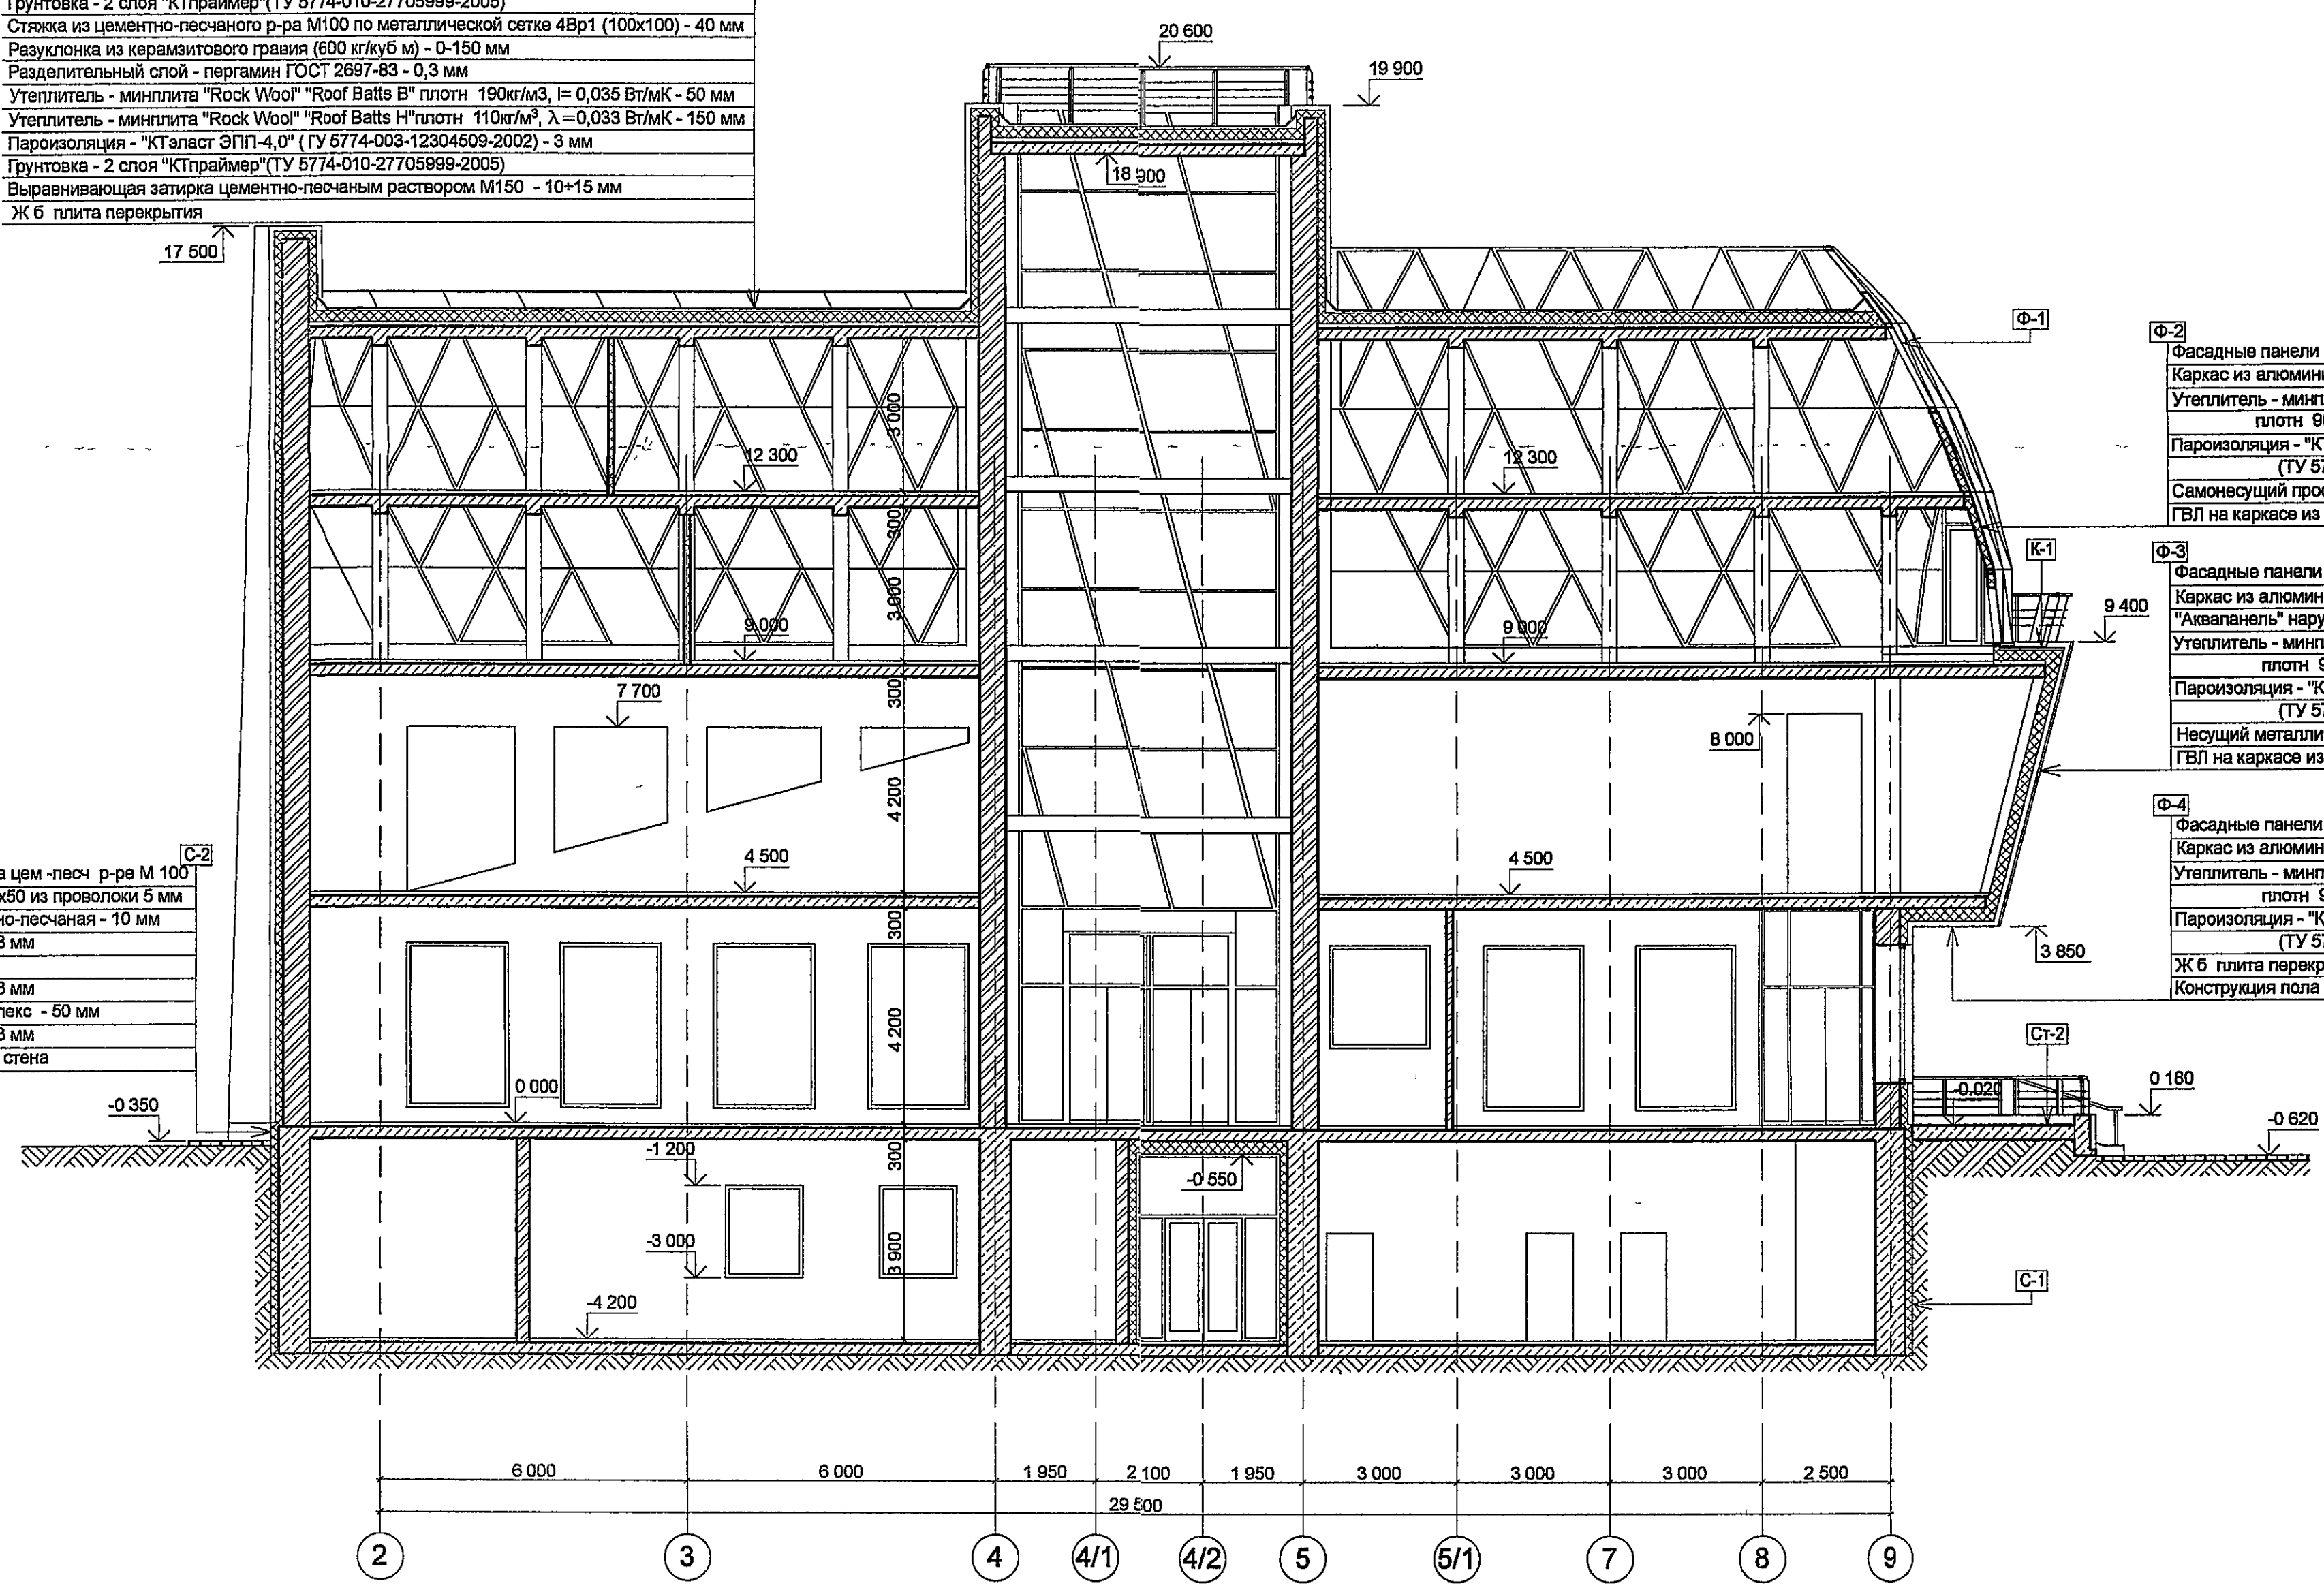 Грунтовка - 2 слоя "КТпраймер"(ТУ 5774-010-27705999-2005)
Стяжка из цементно-песчаного р-ра М100 по металлической сетке 4Вр1 (100х100) - 40 мм
Разуклонка из керамзитового гравия (600 кг/куб м) - 0-150 мм
Разделительный слой - пергамин ГОСТ 2697-83 - 0,3 мм
Утеплитель - минплита "Rock Wool" "Roof Batts В" плотн 190кг/м3, l= 0,035 Вт/мК - 50 мм
Утеплитель - минплита "Rock Wool" "Roof Batts Н"плотн 110кг/м³, λ=0,033 Вт/мК - 150 мм
Пароизоляция - "КТэласт ЭПП-4,0" ( ТУ 5774-003-12304509-2002) - 3 мм
Грунтовка - 2 слоя "КТпраймер"(ТУ 5774-010-27705999-2005)
Выравнивающая затирка цементно-песчаным раствором М150 - 10÷15 мм
Ж б плита перекрытия
20 600
19 900
18 900
17 500
Ф-1
Ф-2
Фасадные панели
Каркас из алюмини
Утеплитель - минп
плотн 9
Пароизоляция - "К
(ТУ 57
Самонесущий про
ГВЛ на каркасе из
3 000
12 300
12 300
300
К-1
Ф-3
Фасадные панели
Каркас из алюмин
"Аквапанель" нару
Утеплитель - минп
плотн 9
Пароизоляция - "К
(ТУ 57
Несущий металли
ГВЛ на каркасе из
3 000
9 400
9 000
9 000
300
7 700
8 000
4 200
Ф-4
Фасадные панели
Каркас из алюмин
Утеплитель - минп
плотн 9
Пароизоляция - "К
(ТУ 57
Ж б плита перекр
Конструкция пола
С-2
а цем -песч р-ре М 100
х50 из проволоки 5 мм
но-песчаная - 10 мм
3 мм
3 мм
лекс - 50 мм
3 мм
стена
4 500
4 500
300
3 850
4 200
Ст-2
0 000
-0.020
0 180
-0 350
-0 620
300
-1 200
-0 550
-3 000
3 900
С-1
-4 200
6 000
6 000
1 950
2 100
1 950
3 000
3 000
3 000
2 500
29 500
2
3
4
4/1
4/2
5
5/1
7
8
9